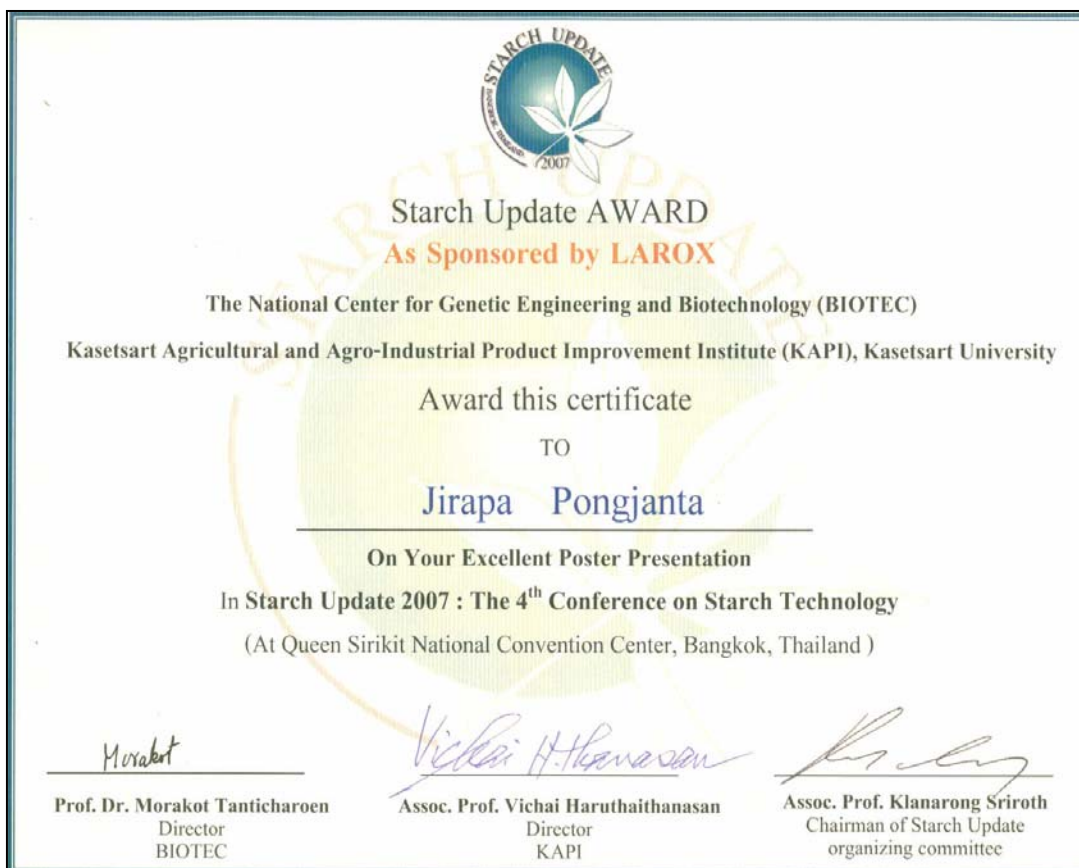 STARCH UPDATE
BANGKOK, THAILAND
2007
STARCH UPDATE
Starch Update AWARD
As Sponsored by LAROX
The National Center for Genetic Engineering and Biotechnology (BIOTEC)
Kasetsart Agricultural and Agro-Industrial Product Improvement Institute (KAPI), Kasetsart University
Award this certificate
TO
Jirapa Pongjanta
On Your Excellent Poster Presentation
In Starch Update 2007 : The 4th Conference on Starch Technology
(At Queen Sirikit National Convention Center, Bangkok, Thailand )
Morakot
Vichai H.thanasan
Prof. Dr. Morakot Tanticharoen
Director
BIOTEC
Assoc. Prof. Vichai Haruthaithanasan
Director
KAPI
Assoc. Prof. Klanarong Sriroth
Chairman of Starch Update
organizing committee